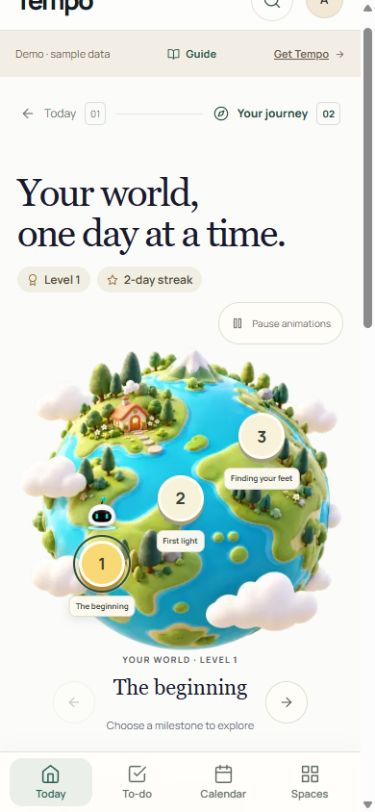 Tempo
A
Demo · sample data
Guide
Get Tempo →
← Today 01
Your journey 02
Your world,
one day at a time.
Level 1
2-day streak
Pause animations
3
Finding your feet
2
First light
1
The beginning
YOUR WORLD · LEVEL 1
The beginning
Choose a milestone to explore
Today
To-do
Calendar
Spaces